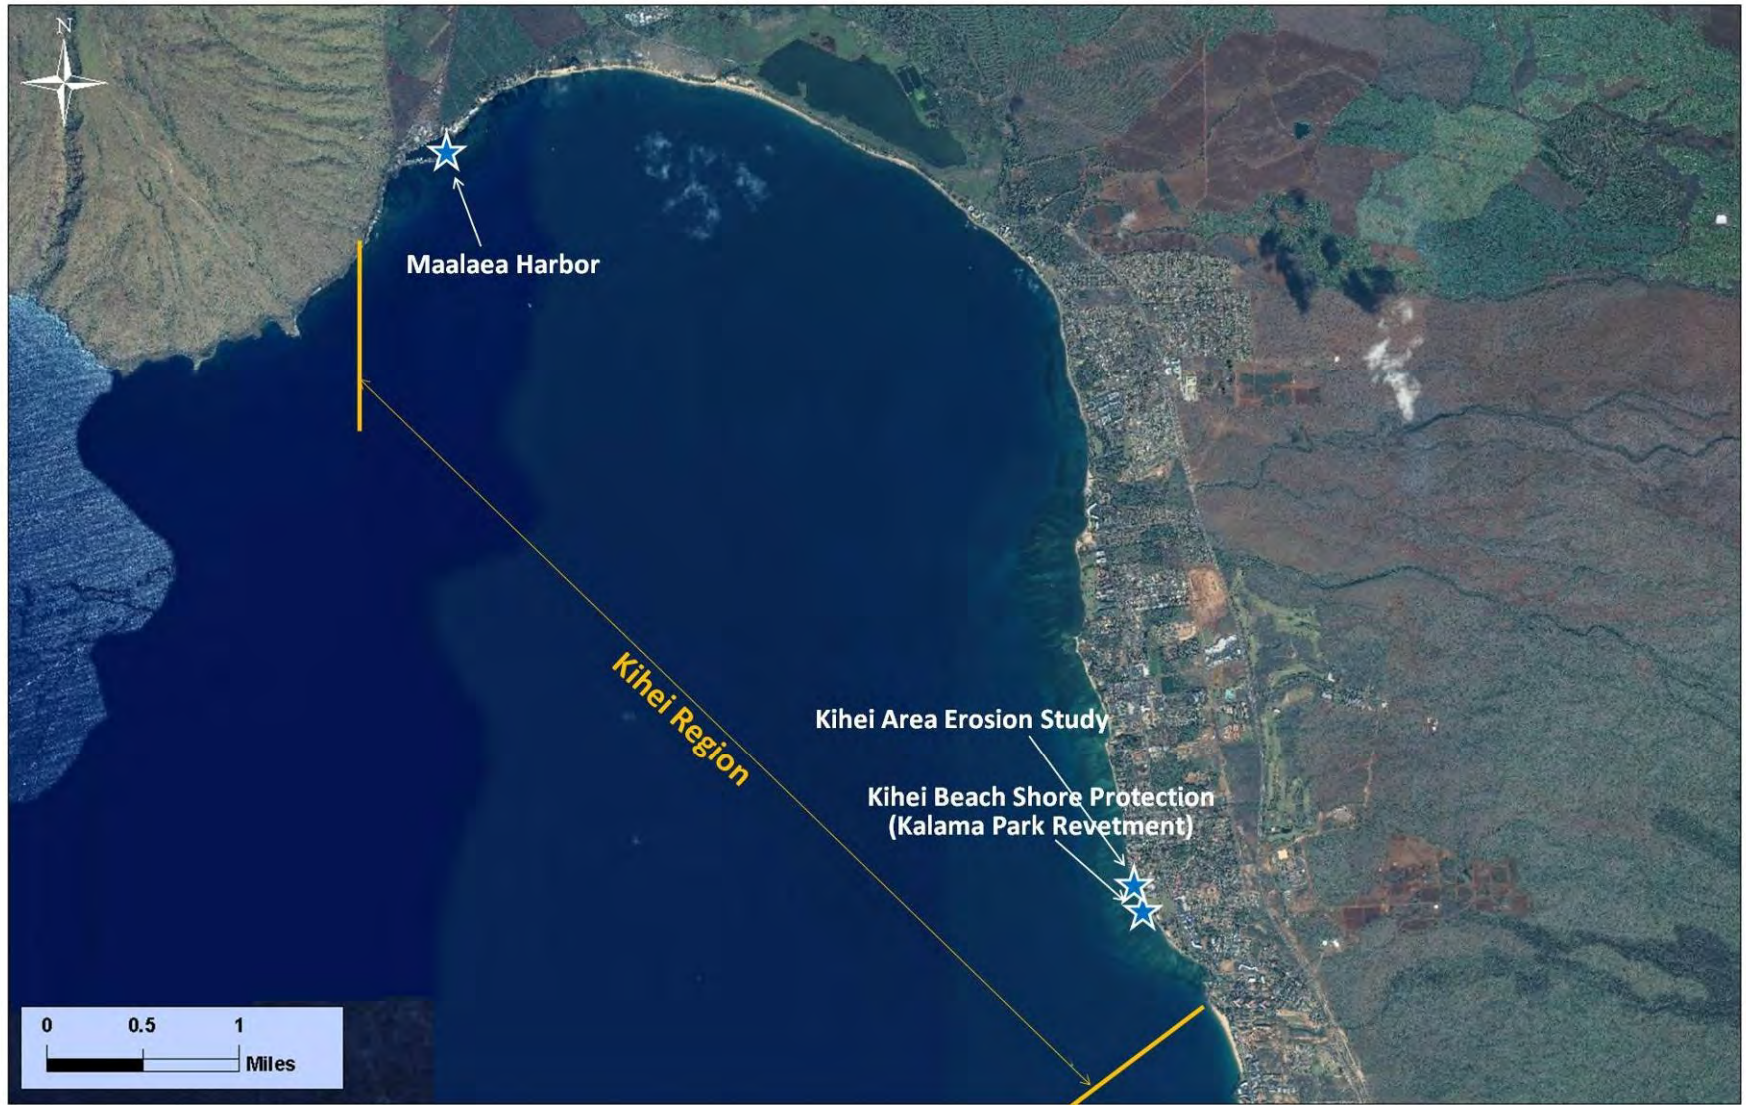 N
Maalaea Harbor
Kihei Region
Kihei Area Erosion Study
Kihei Beach Shore Protection
(Kalama Park Revetment)
0 0.5 1
Miles